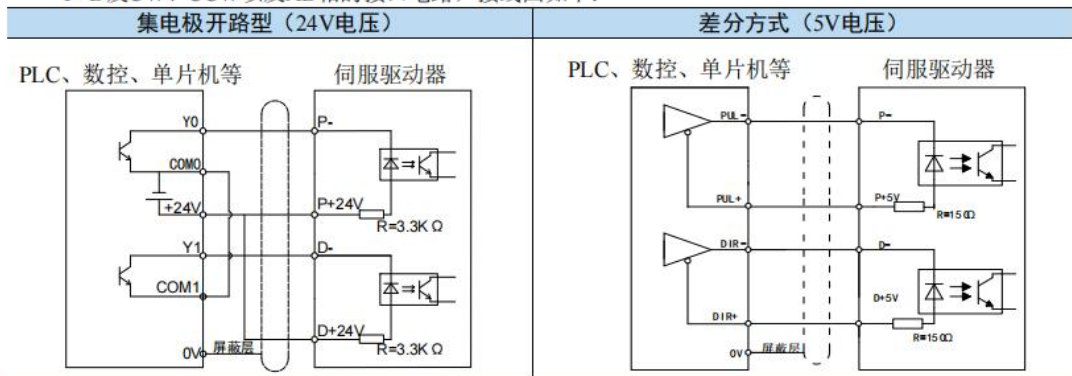 集电极开路型（24V电压）
差分方式（5V电压）
PLC、数控、单片机等
伺服驱动器
Y0
P-
COM0
+24V
P+24V
R=3.3K Ω
Y1
D-
COM1
D+24V
R=3.3K Ω
0V
屏蔽层
PLC、数控、单片机等
伺服驱动器
PUL-
P-
PUL+
P+5V
R=150Ω
DIR-
D-
D+5V
DIR+
R=150Ω
0V
屏蔽层